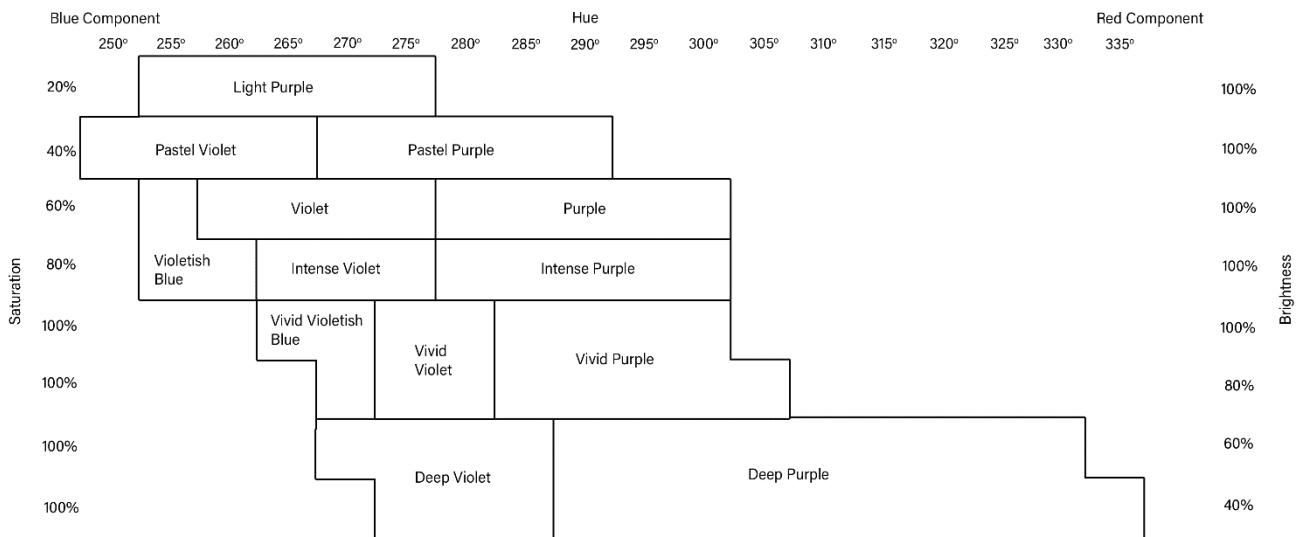 Blue Component Hue Red Component
250° 255° 260° 265° 270° 275° 280° 285° 290° 295° 300° 305° 310° 315° 320° 325° 330° 335°
20% Light Purple 100%
40% Pastel Violet Pastel Purple 100%
60% Violet Purple 100%
80% Violetish Blue Intense Violet Intense Purple 100%
100% Vivid Violetish Blue Vivid Violet Vivid Purple 100%
100% 80%
100% Deep Violet Deep Purple 60%
100% 40%
Saturation
Brightness